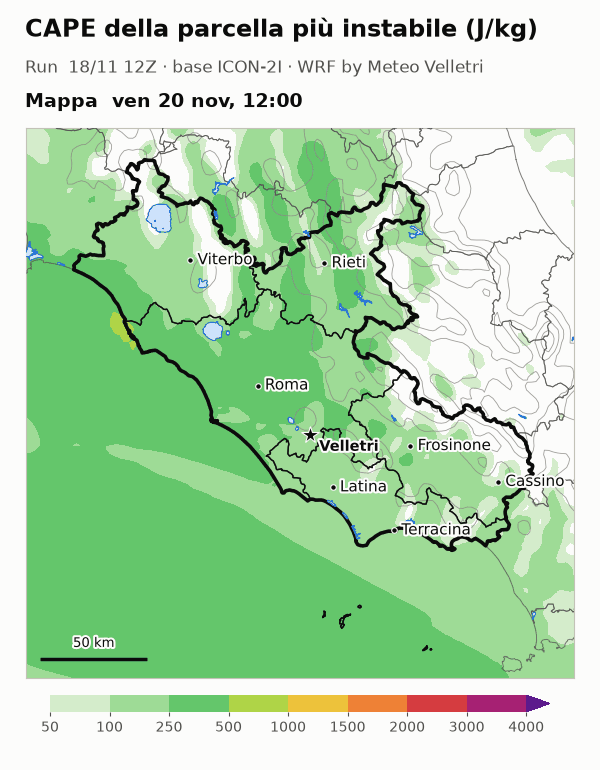 CAPE della parcella più instabile (J/kg)
Run  18/11 12Z · base ICON-2I · WRF by Meteo Velletri
Mappa  ven 20 nov, 12:00
Viterbo
Rieti
Roma
Velletri
Frosinone
Cassino
Latina
Terracina
50 km
50 100 250 500 1000 1500 2000 3000 4000